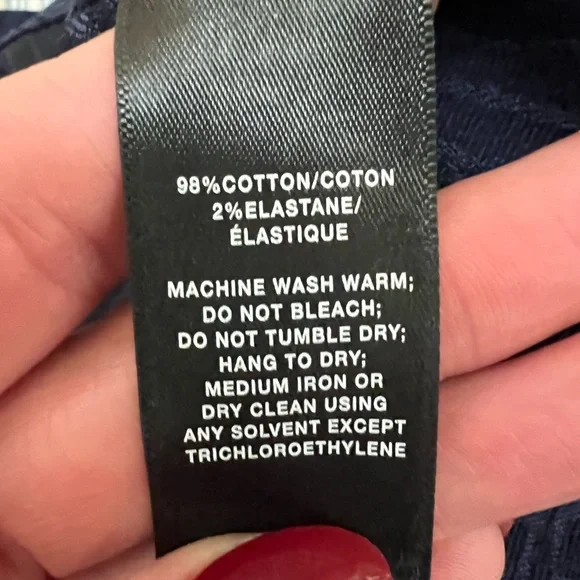 98%COTTON/COTON
2%ELASTANE/
ÉLASTIQUE
MACHINE WASH WARM;
DO NOT BLEACH;
DO NOT TUMBLE DRY;
HANG TO DRY;
MEDIUM IRON OR
DRY CLEAN USING
ANY SOLVENT EXCEPT
TRICHLOROETHYLENE